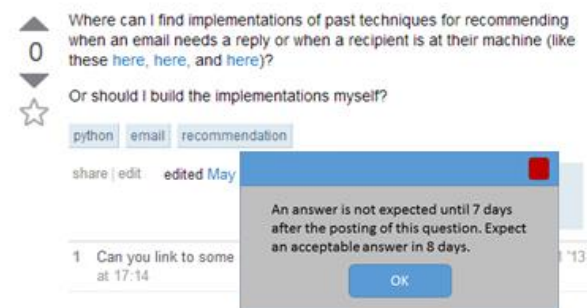 Where can I find implementations of past techniques for recommending
when an email needs a reply or when a recipient is at their machine (like
0
these here, here, and here)?
Or should I build the implementations myself?
python email recommendation
share | edit edited May
An answer is not expected until 7 days
after the posting of this question. Expect
an acceptable answer in 8 days.
OK
1 Can you link to some
'13
at 17:14